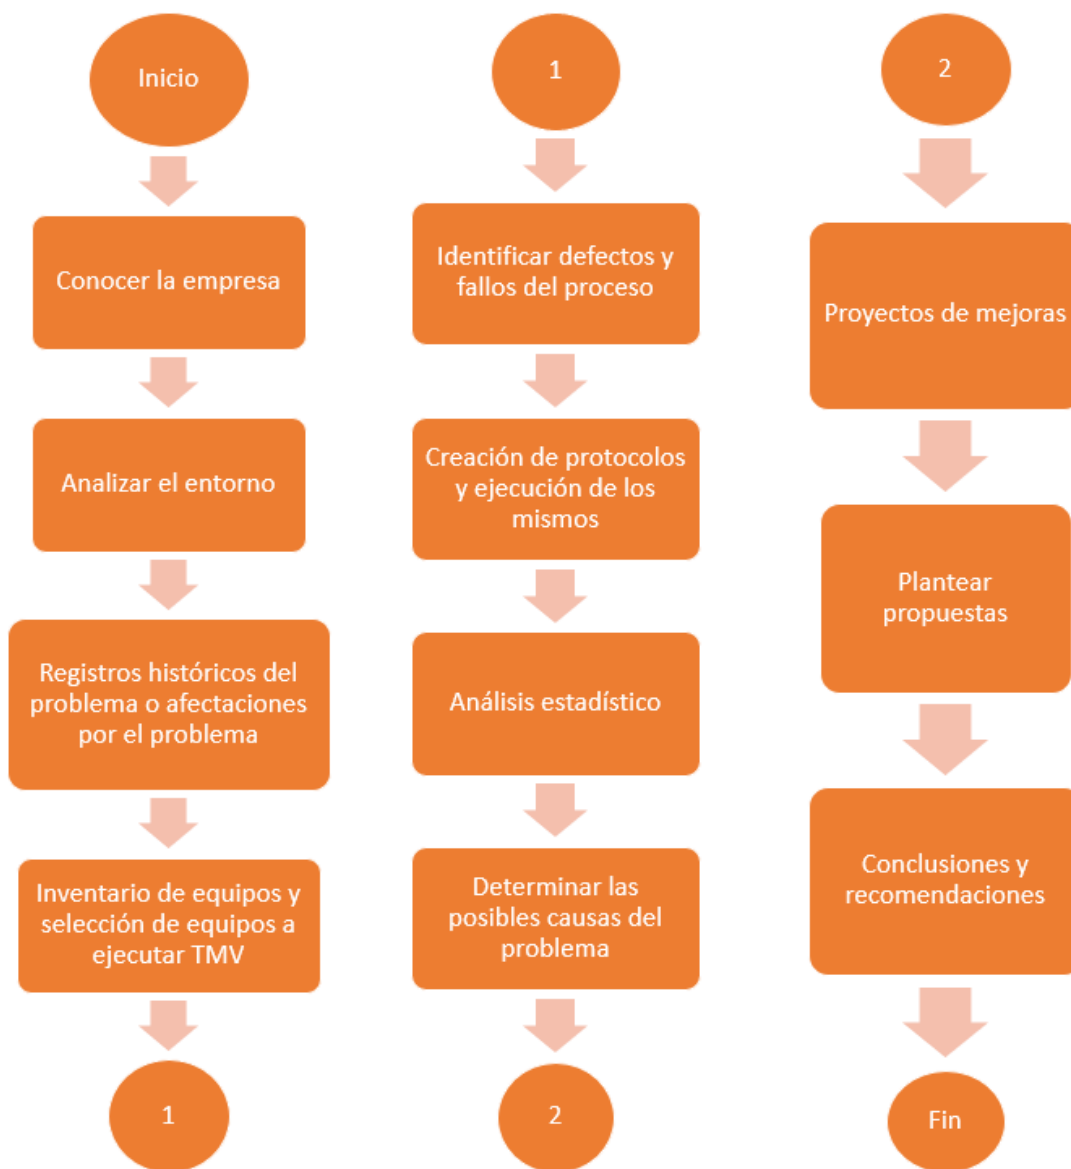 Inicio
Conocer la empresa
Analizar el entorno
Registros históricos del
problema o afectaciones
por el problema
Inventario de equipos y
selección de equipos a
ejecutar TMV
1
1
Identificar defectos y
fallos del proceso
Creación de protocolos
y ejecución de los
mismos
Análisis estadístico
Determinar las
posibles causas del
problema
2
2
Proyectos de mejoras
Plantear
propuestas
Conclusiones y
recomendaciones
Fin